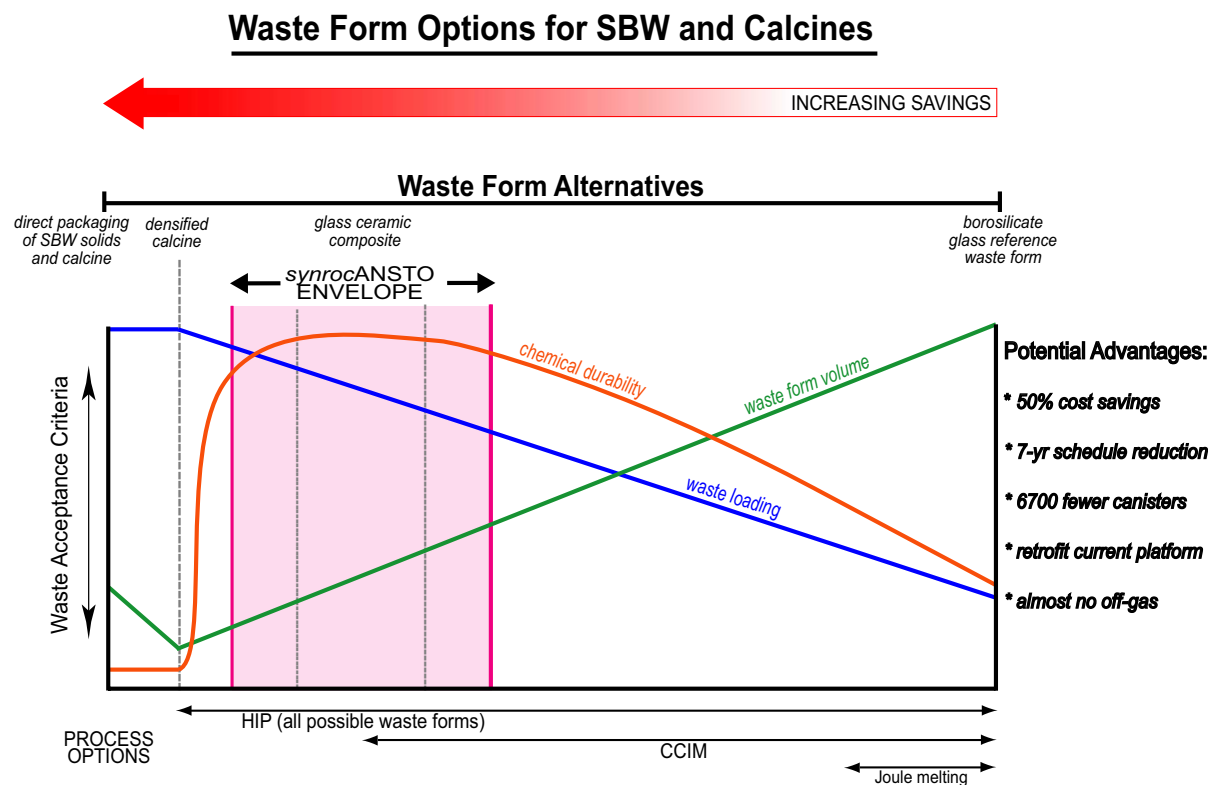 Waste Form Options for SBW and Calcines
INCREASING SAVINGS
Waste Form Alternatives
direct packaging
of SBW solids
and calcine
densified
calcine
glass ceramic
composite
borosilicate
glass reference
waste form
synrocANSTO
ENVELOPE
Waste Acceptance Criteria
chemical durability
waste form volume
waste loading
Potential Advantages:
* 50% cost savings
* 7-yr schedule reduction
* 6700 fewer canisters
* retrofit current platform
* almost no off-gas
PROCESS
OPTIONS
HIP (all possible waste forms)
CCIM
Joule melting